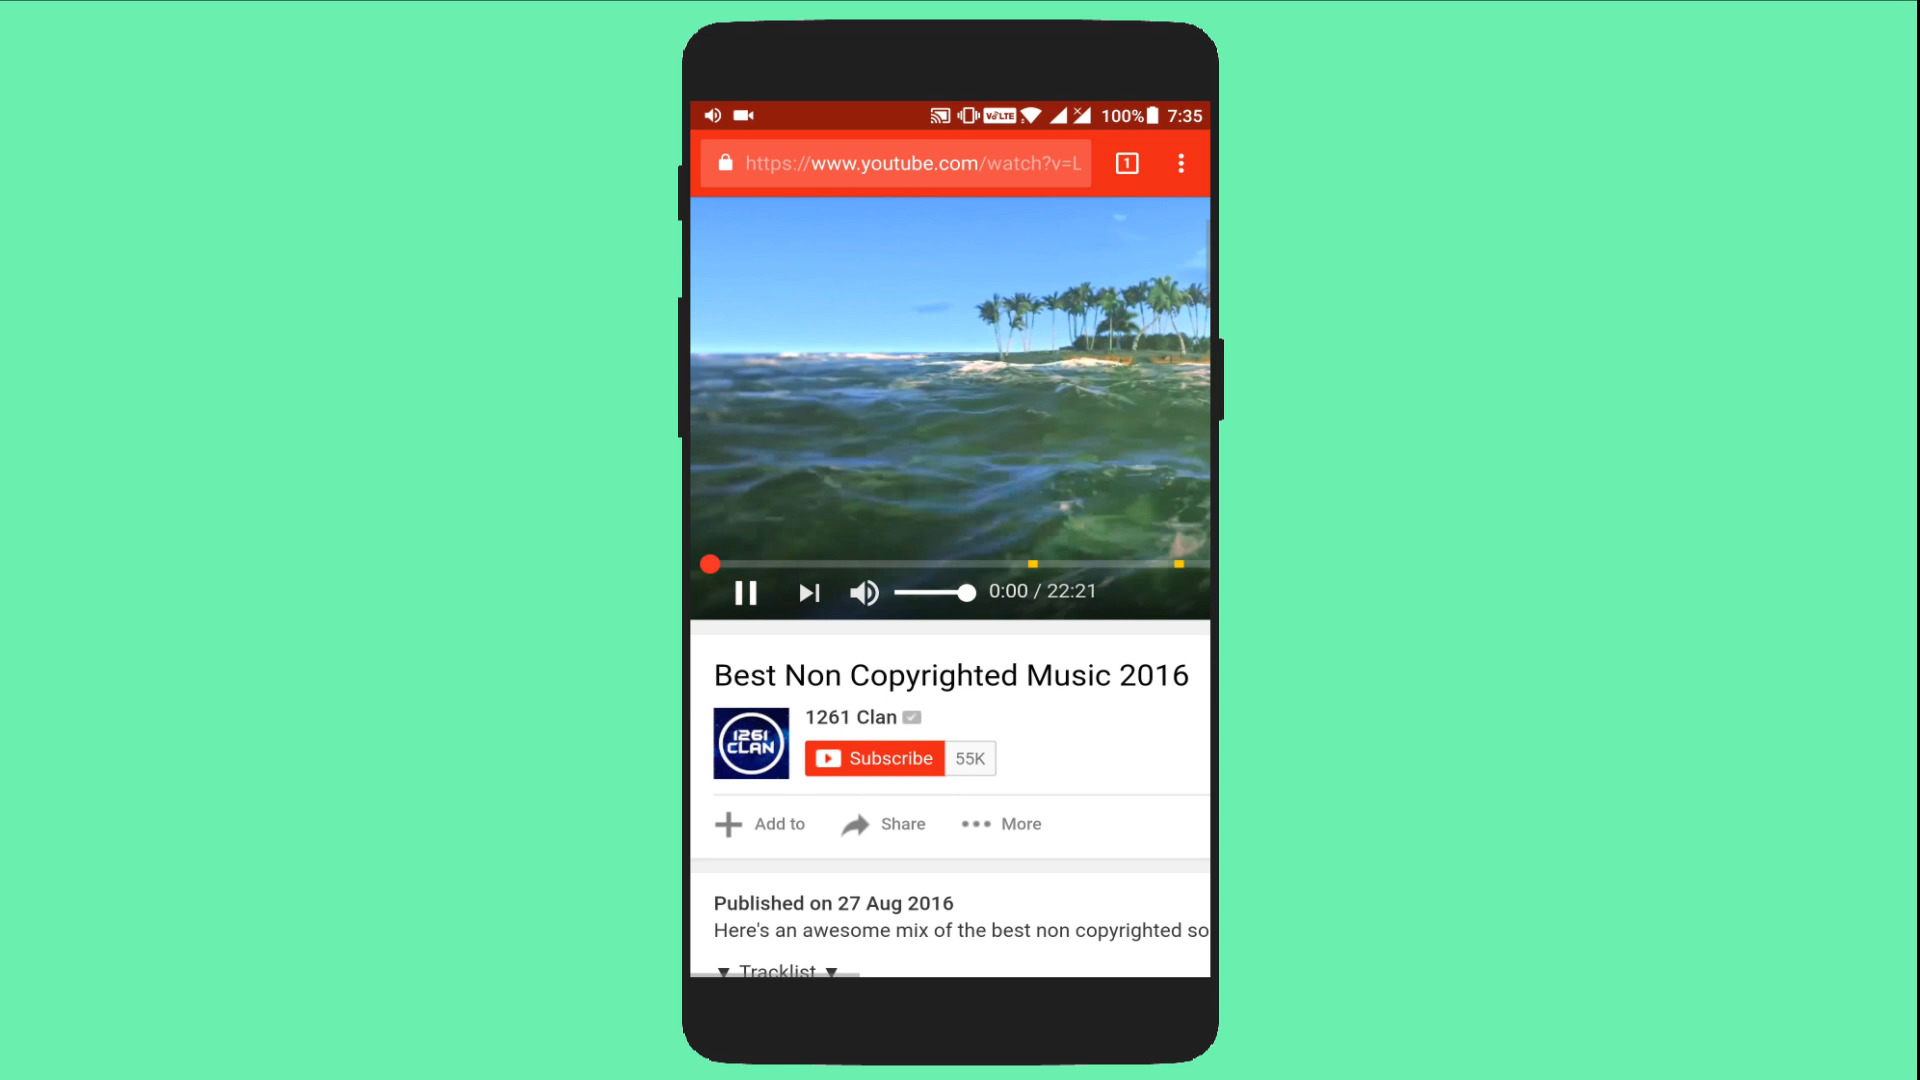 VoLTE 100% 7:35
https://www.youtube.com/watch?v=L 1
0:00 / 22:21
Best Non Copyrighted Music 2016
1261 Clan
1261
CLAN
Subscribe 55K
Add to Share More
Published on 27 Aug 2016
Here's an awesome mix of the best non copyrighted so
▼ Tracklist ▼